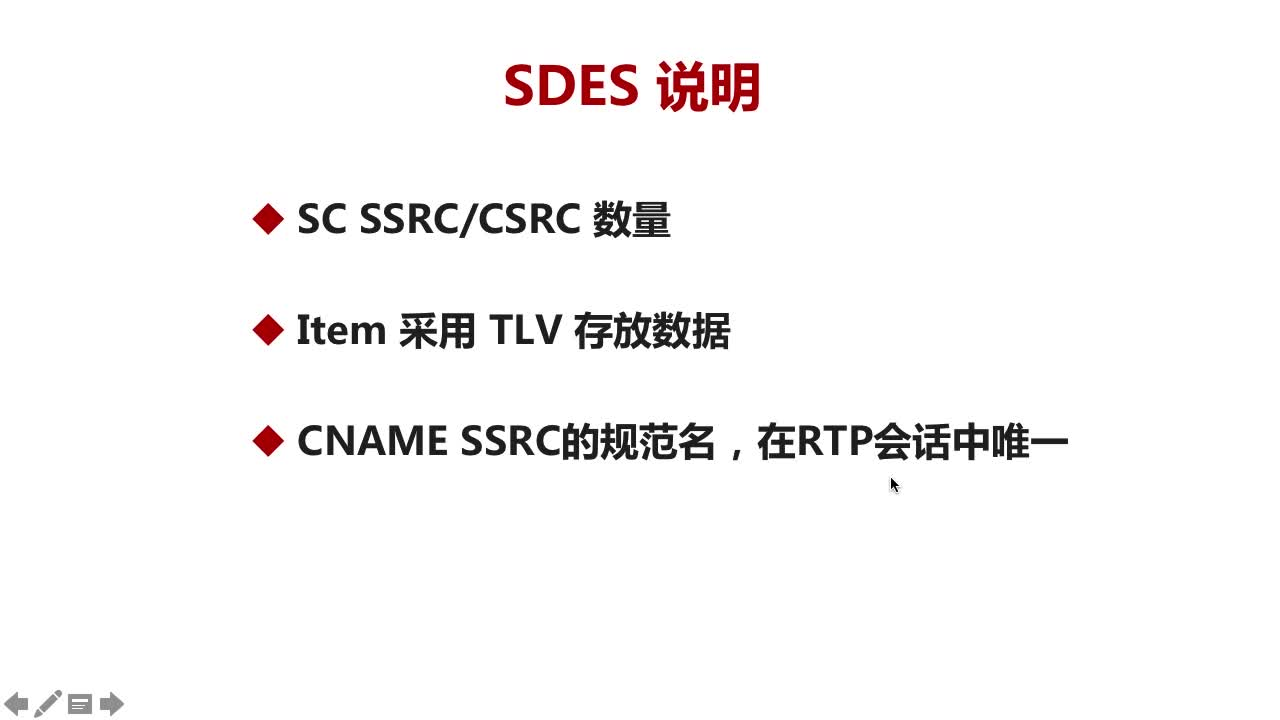 SDES 说明
SC SSRC/CSRC 数量
Item 采用 TLV 存放数据
CNAME SSRC的规范名，在RTP会话中唯一